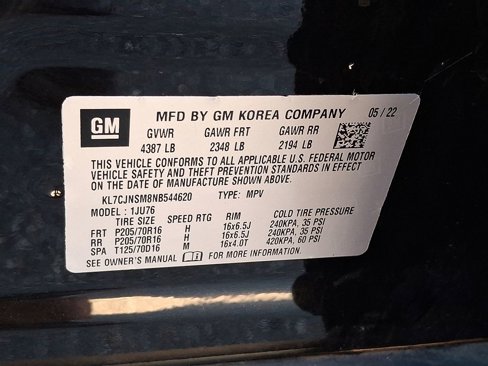 GM MFD BY GM KOREA COMPANY 05/22
GVWR GAWR FRT GAWR RR
4387 LB 2348 LB 2194 LB
THIS VEHICLE CONFORMS TO ALL APPLICABLE U.S. FEDERAL MOTOR
VEHICLE SAFETY AND THEFT PREVENTION STANDARDS IN EFFECT
ON THE DATE OF MANUFACTURE SHOWN ABOVE.
KL7CJNSM8NB544620 TYPE: MPV
MODEL: 1JU76
TIRE SIZE SPEED RTG RIM COLD TIRE PRESSURE
FRT P205/70R16 H 16x6.5J 240KPA, 35 PSI
RR P205/70R16 H 16x6.5J 240KPA, 35 PSI
SPA T125/70D16 M 16x4.0T 420KPA, 60 PSI
SEE OWNER'S MANUAL FOR MORE INFORMATION.